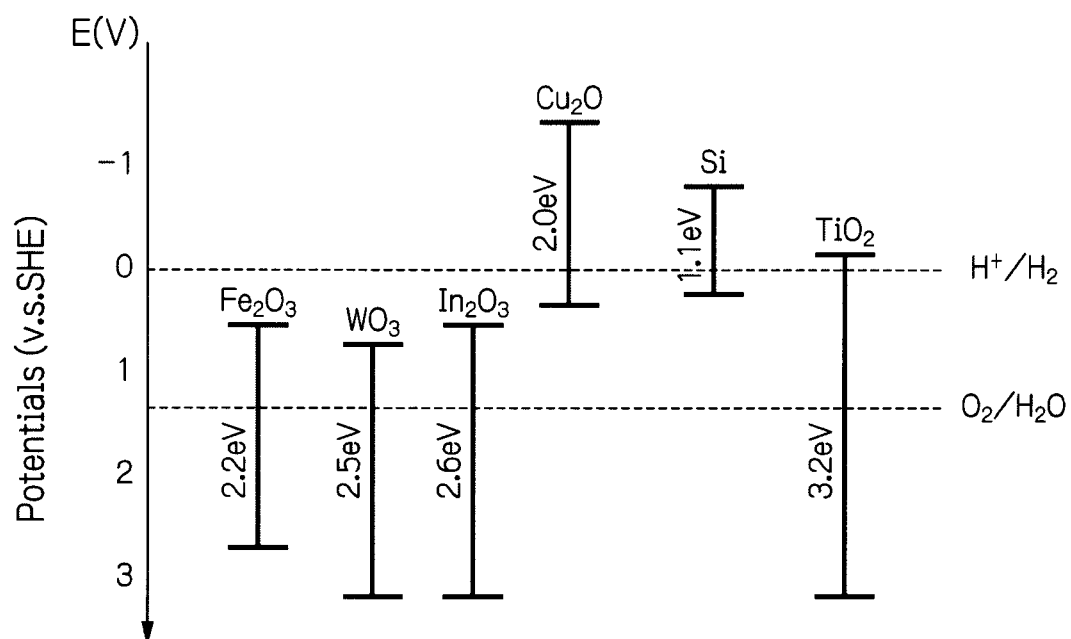 E(V)
Cu₂O
-1
Si
2.0eV
1.1eV
TiO₂
0
H⁺/H₂
Fe₂O₃
In₂O₃
WO₃
1
O₂/H₂O
2.2eV
2.5eV
2.6eV
3.2eV
2
3
Potentials (v.s.SHE)